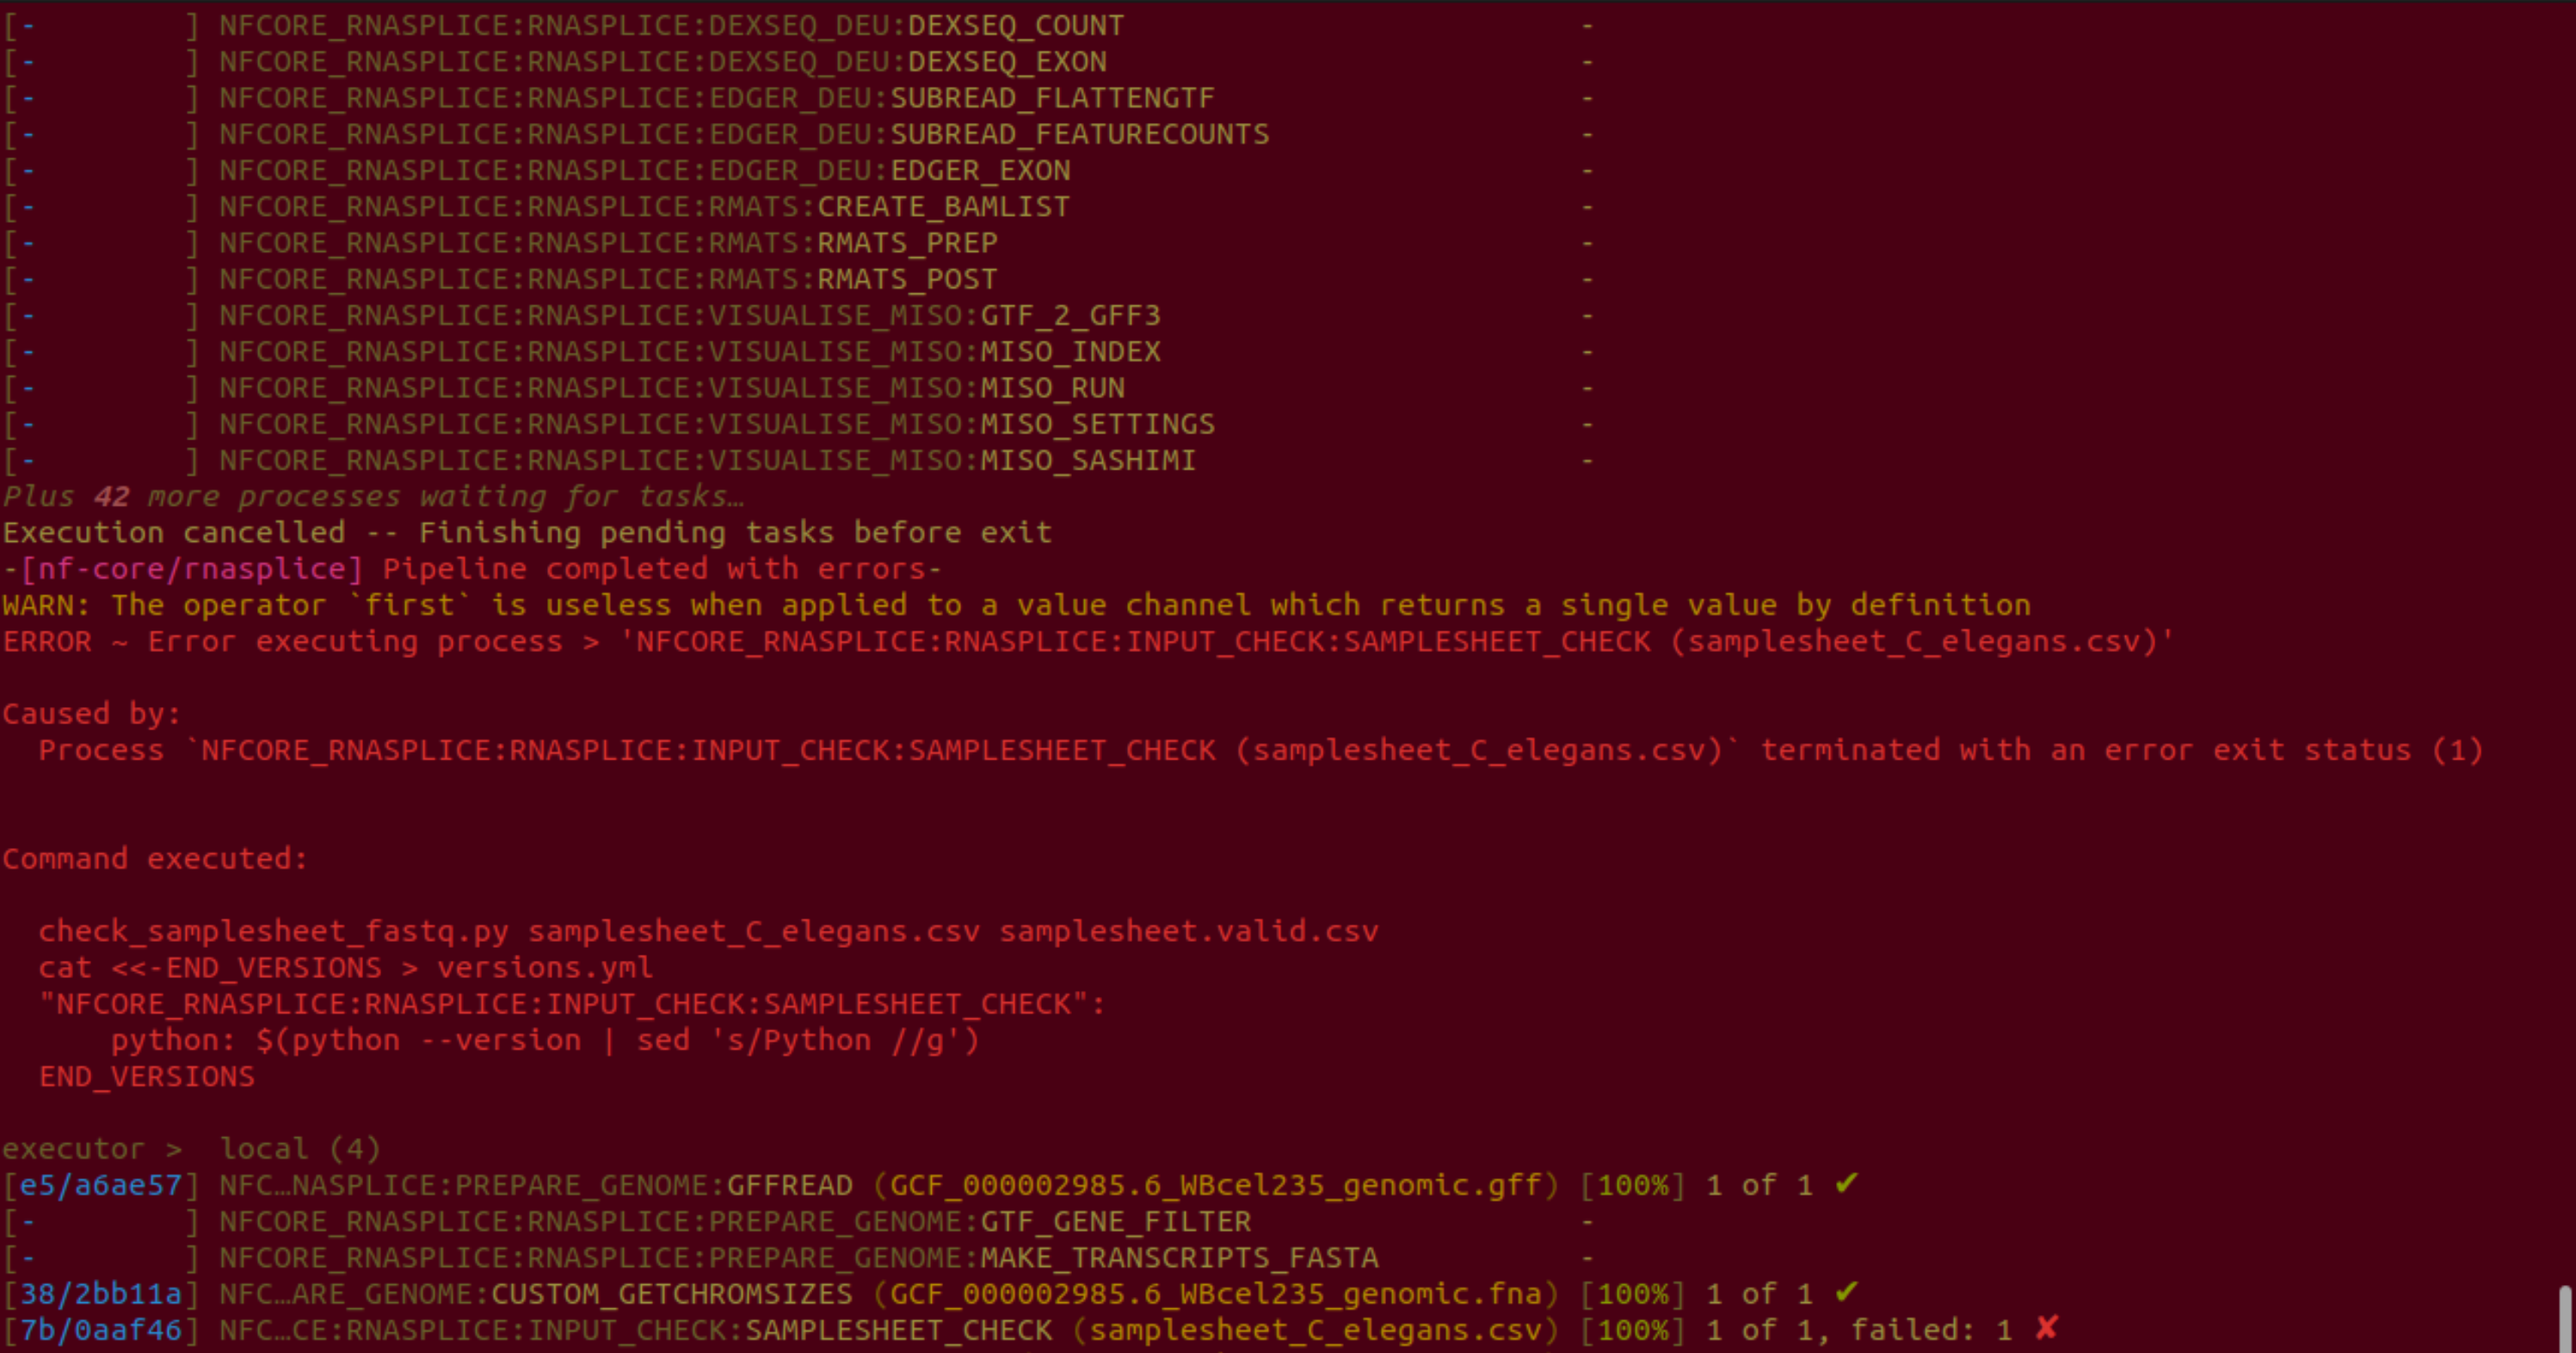 [-        ] NFCORE_RNASPLICE:RNASPLICE:DEXSEQ_DEU:DEXSEQ_COUNT -
[-        ] NFCORE_RNASPLICE:RNASPLICE:DEXSEQ_DEU:DEXSEQ_EXON -
[-        ] NFCORE_RNASPLICE:RNASPLICE:EDGER_DEU:SUBREAD_FLATTENGTF -
[-        ] NFCORE_RNASPLICE:RNASPLICE:EDGER_DEU:SUBREAD_FEATURECOUNTS -
[-        ] NFCORE_RNASPLICE:RNASPLICE:EDGER_DEU:EDGER_EXON -
[-        ] NFCORE_RNASPLICE:RNASPLICE:RMATS:CREATE_BAMLIST -
[-        ] NFCORE_RNASPLICE:RNASPLICE:RMATS:RMATS_PREP -
[-        ] NFCORE_RNASPLICE:RNASPLICE:RMATS:RMATS_POST -
[-        ] NFCORE_RNASPLICE:RNASPLICE:VISUALISE_MISO:GTF_2_GFF3 -
[-        ] NFCORE_RNASPLICE:RNASPLICE:VISUALISE_MISO:MISO_INDEX -
[-        ] NFCORE_RNASPLICE:RNASPLICE:VISUALISE_MISO:MISO_RUN -
[-        ] NFCORE_RNASPLICE:RNASPLICE:VISUALISE_MISO:MISO_SETTINGS -
[-        ] NFCORE_RNASPLICE:RNASPLICE:VISUALISE_MISO:MISO_SASHIMI -
Plus 42 more processes waiting for tasks…
Execution cancelled -- Finishing pending tasks before exit
-[nf-core/rnasplice] Pipeline completed with errors-
WARN: The operator `first` is useless when applied to a value channel which returns a single value by definition
ERROR ~ Error executing process > 'NFCORE_RNASPLICE:RNASPLICE:INPUT_CHECK:SAMPLESHEET_CHECK (samplesheet_C_elegans.csv)'
Caused by:
  Process `NFCORE_RNASPLICE:RNASPLICE:INPUT_CHECK:SAMPLESHEET_CHECK (samplesheet_C_elegans.csv)` terminated with an error exit status (1)
Command executed:
  check_samplesheet_fastq.py samplesheet_C_elegans.csv samplesheet.valid.csv
  cat <<-END_VERSIONS > versions.yml
  "NFCORE_RNASPLICE:RNASPLICE:INPUT_CHECK:SAMPLESHEET_CHECK":
      python: $(python --version | sed 's/Python //g')
  END_VERSIONS
executor >  local (4)
[e5/a6ae57] NFC…NASPLICE:PREPARE_GENOME:GFFREAD (GCF_000002985.6_WBcel235_genomic.gff) [100%] 1 of 1 ✔
[-        ] NFCORE_RNASPLICE:RNASPLICE:PREPARE_GENOME:GTF_GENE_FILTER -
[-        ] NFCORE_RNASPLICE:RNASPLICE:PREPARE_GENOME:MAKE_TRANSCRIPTS_FASTA -
[38/2bb11a] NFC…ARE_GENOME:CUSTOM_GETCHROMSIZES (GCF_000002985.6_WBcel235_genomic.fna) [100%] 1 of 1 ✔
[7b/0aaf46] NFC…CE:RNASPLICE:INPUT_CHECK:SAMPLESHEET_CHECK (samplesheet_C_elegans.csv) [100%] 1 of 1, failed: 1 ✘